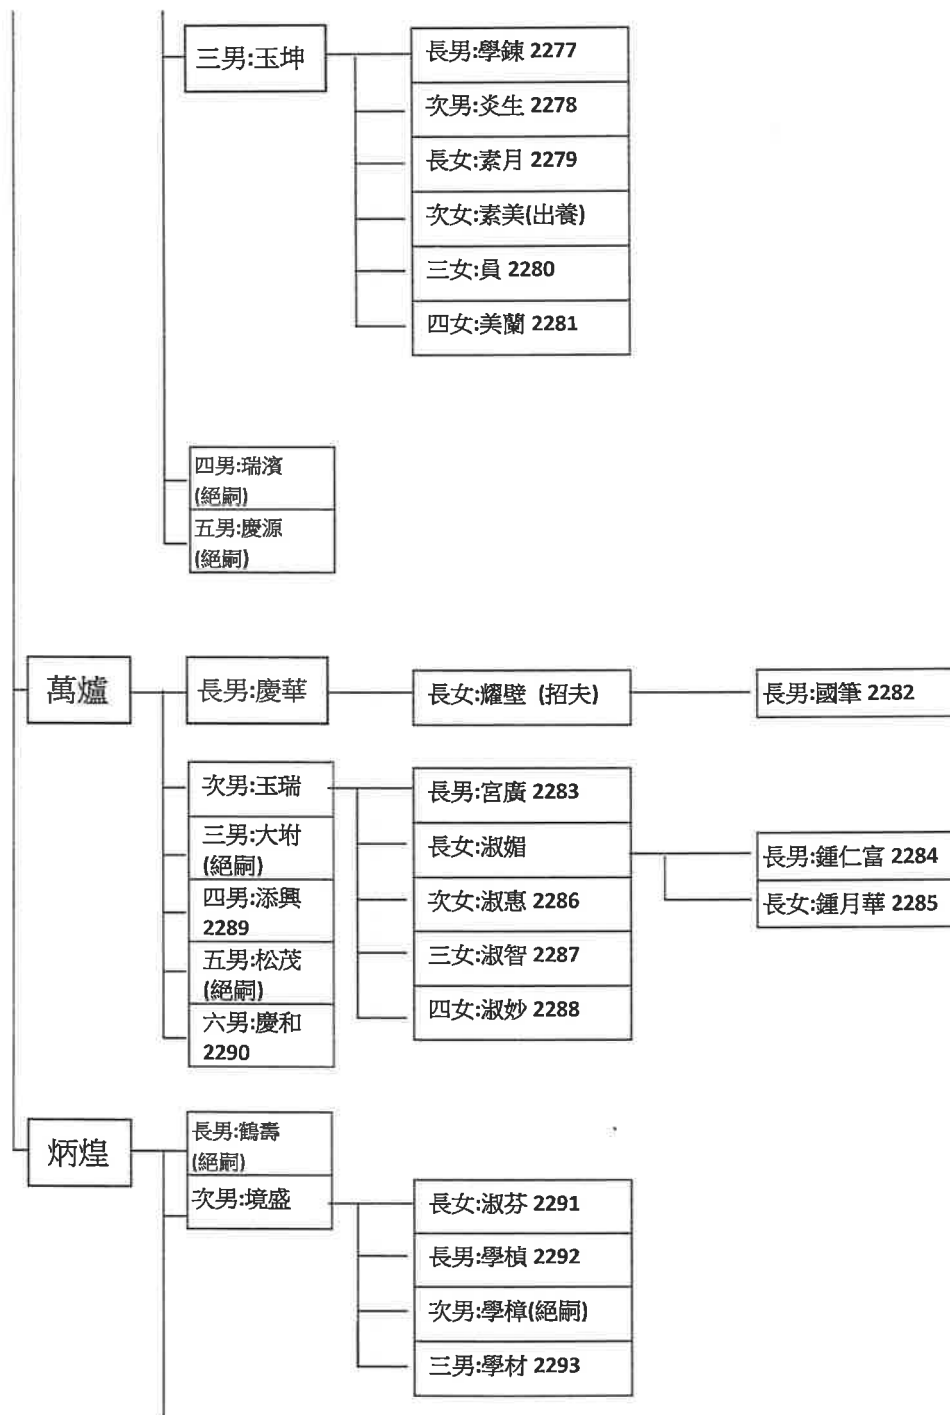 三男:玉坤
長男:學鍊 2277
次男:炎生 2278
長女:素月 2279
次女:素美(出養)
三女:員 2280
四女:美蘭 2281
四男:瑞濱
(絕嗣)
五男:慶源
(絕嗣)
萬爐
長男:慶華
長女:耀壁 (招夫)
長男:國筆 2282
次男:玉瑞
三男:大坿
(絕嗣)
四男:添興
2289
五男:松茂
(絕嗣)
六男:慶和
2290
長男:宮廣 2283
長女:淑媚
次女:淑惠 2286
三女:淑智 2287
四女:淑妙 2288
長男:鍾仁富 2284
長女:鍾月華 2285
炳煌
長男:鶴壽
(絕嗣)
次男:境盛
長女:淑芬 2291
長男:學楨 2292
次男:學樟(絕嗣)
三男:學材 2293